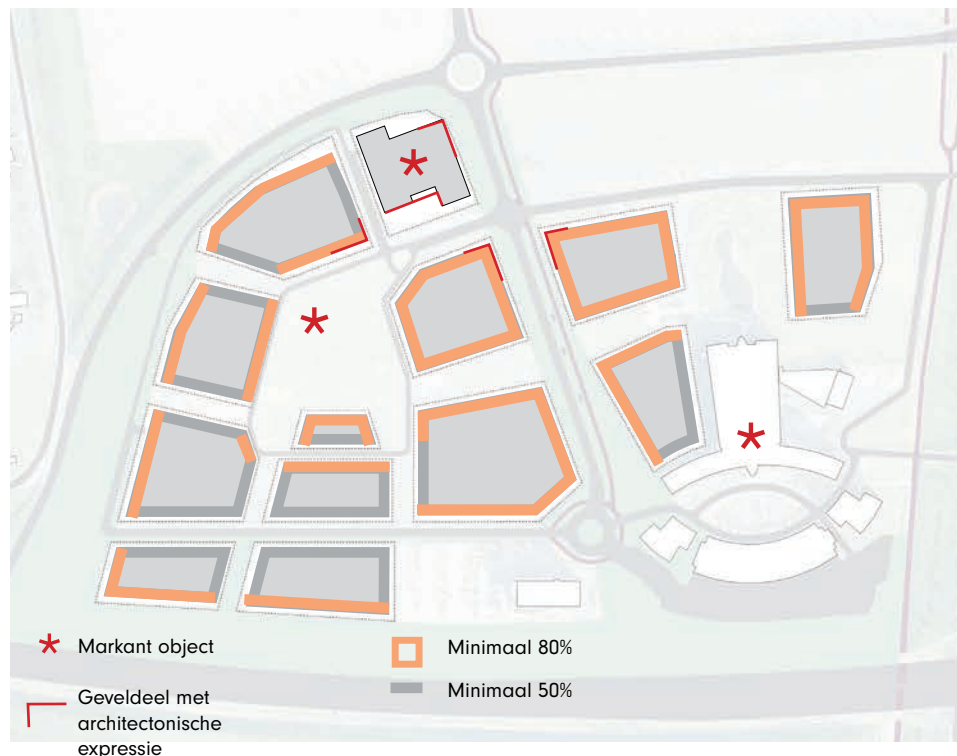 Markant object
Geveldeel met
architectonische
expressie
Minimaal 80%
Minimaal 50%